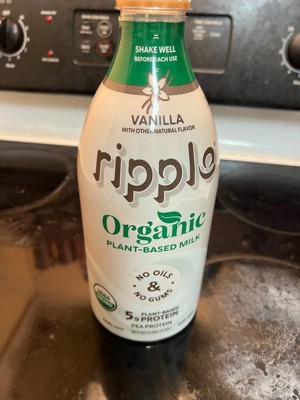 SHAKE WELL
BEFORE EACH USE
VANILLA
WITH OTHER NATURAL FLAVOR
ripple
Organic
PLANT-BASED MILK
NO OILS
&
NO GUMS
PLANT-BASED
5g PROTEIN
PEA PROTEIN